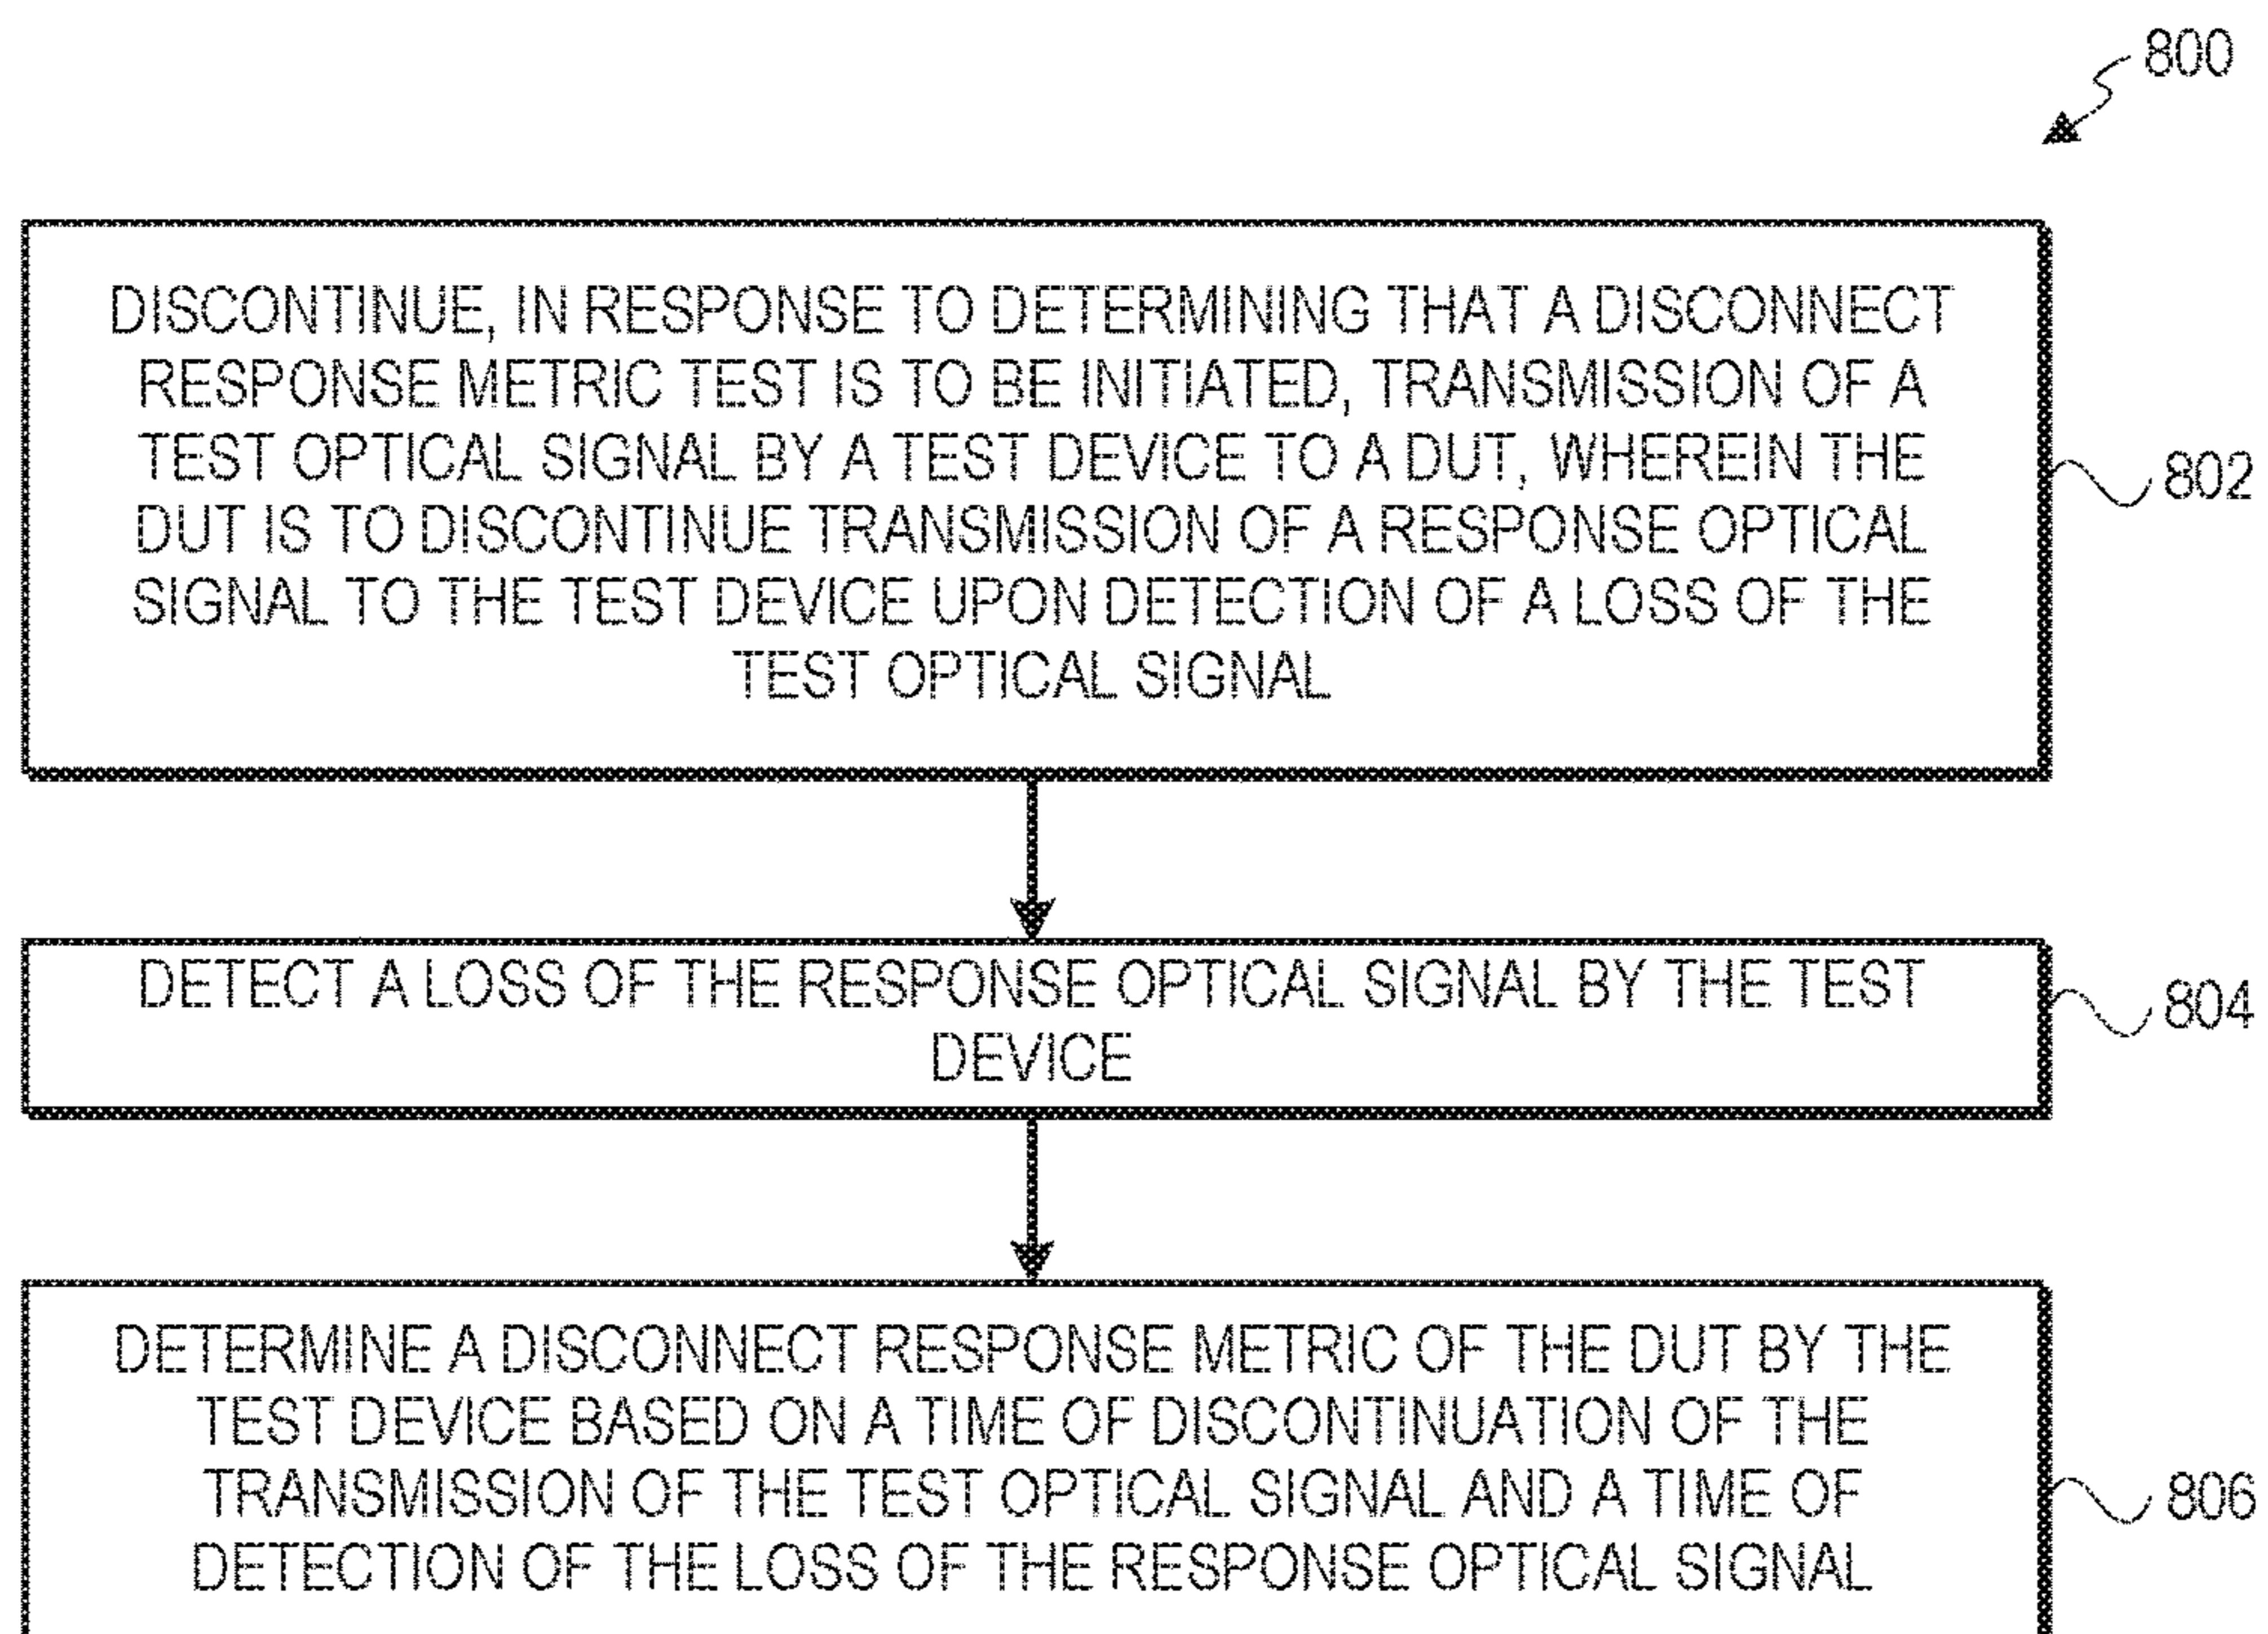 800
DISCONTINUE, IN RESPONSE TO DETERMINING THAT A DISCONNECT
RESPONSE METRIC TEST IS TO BE INITIATED, TRANSMISSION OF A
TEST OPTICAL SIGNAL BY A TEST DEVICE TO A DUT, WHEREIN THE
DUT IS TO DISCONTINUE TRANSMISSION OF A RESPONSE OPTICAL
SIGNAL TO THE TEST DEVICE UPON DETECTION OF A LOSS OF THE
TEST OPTICAL SIGNAL
802
DETECT A LOSS OF THE RESPONSE OPTICAL SIGNAL BY THE TEST
DEVICE
804
DETERMINE A DISCONNECT RESPONSE METRIC OF THE DUT BY THE
TEST DEVICE BASED ON A TIME OF DISCONTINUATION OF THE
TRANSMISSION OF THE TEST OPTICAL SIGNAL AND A TIME OF
DETECTION OF THE LOSS OF THE RESPONSE OPTICAL SIGNAL
806